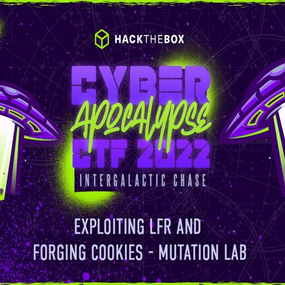 HACKTHEBOX
CYBER
APOCALYPSE
CTF 2022
INTERGALACTIC CHASE
EXPLOITING LFR AND
FORGING COOKIES - MUTATION LAB